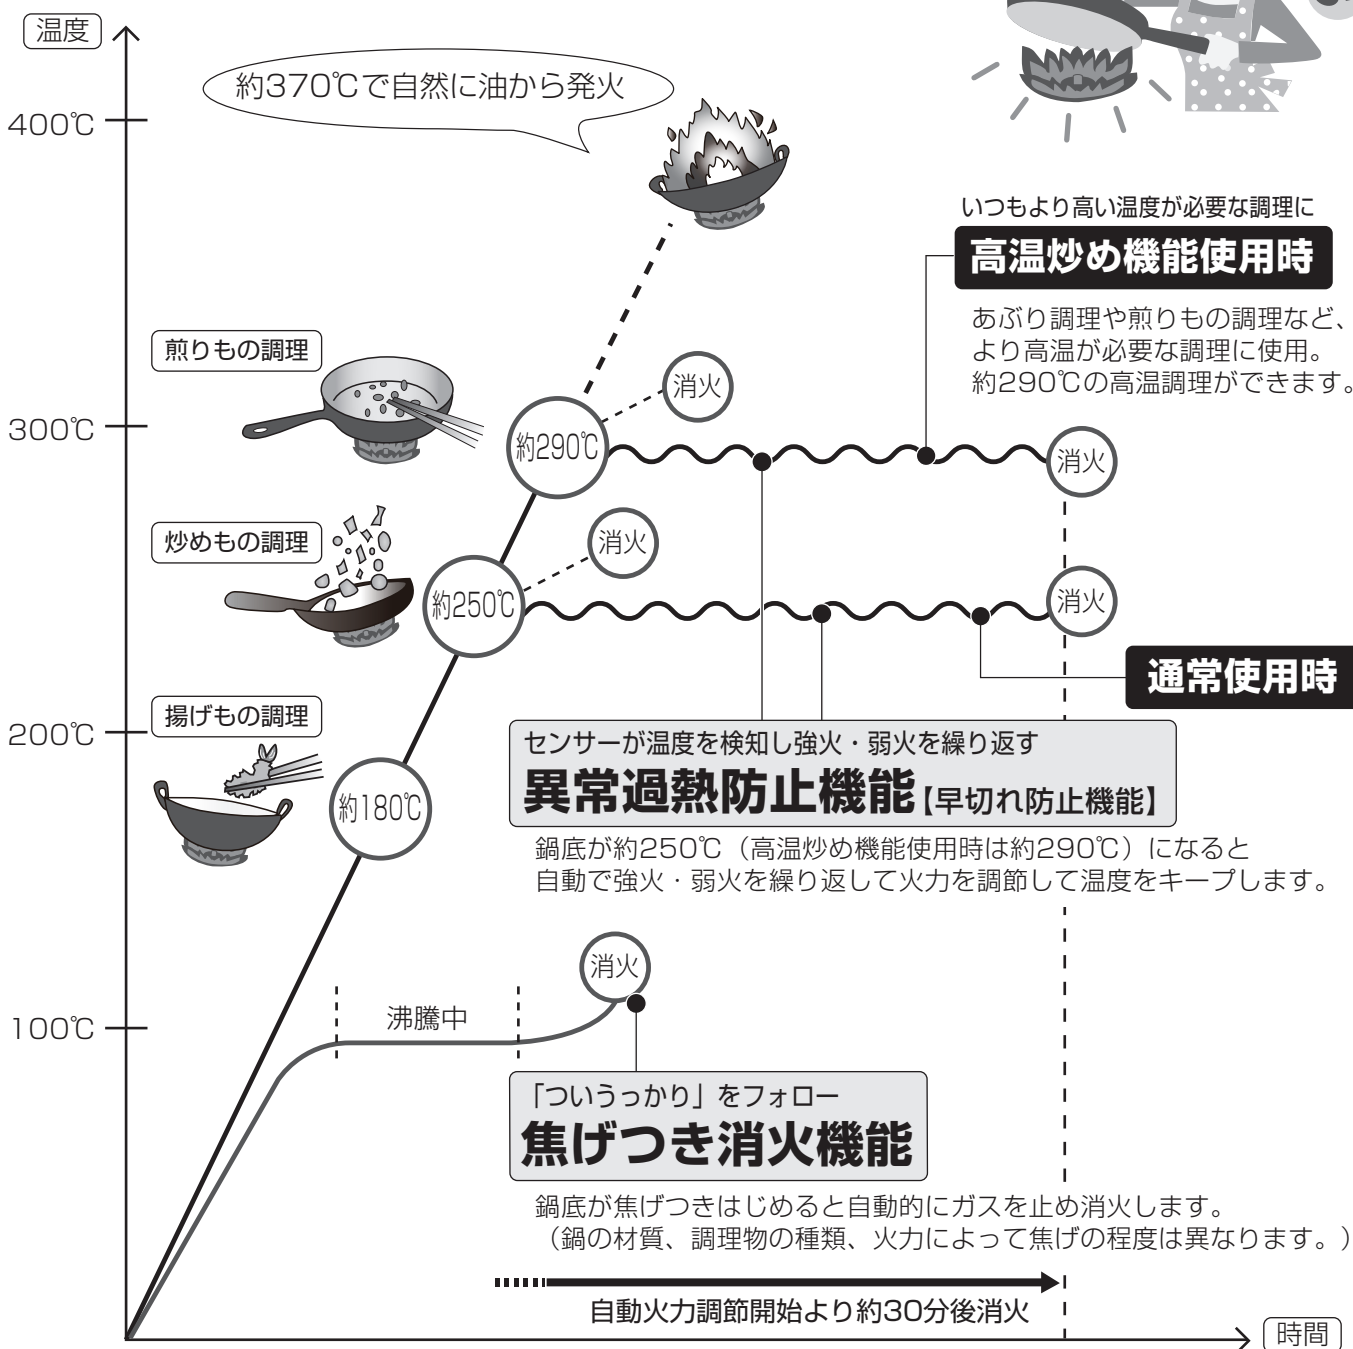 温度
約370℃で自然に油から発火
400℃
いつもより高い温度が必要な調理に
高温炒め機能使用時
あぶり調理や煎りもの調理など、
より高温が必要な調理に使用。
約290℃の高温調理ができます。
煎りもの調理
消火
300℃
約290℃
消火
炒めもの調理
消火
約250℃
消火
通常使用時
揚げもの調理
200℃
約180℃
センサーが温度を検知し強火・弱火を繰り返す
異常過熱防止機能【早切れ防止機能】
鍋底が約250℃（高温炒め機能使用時は約290℃）になると
自動で強火・弱火を繰り返して火力を調節して温度をキープします。
消火
沸騰中
100℃
「ついうっかり」をフォロー
焦げつき消火機能
鍋底が焦げつきはじめると自動的にガスを止め消火します。
（鍋の材質、調理物の種類、火力によって焦げの程度は異なります。）
自動火力調節開始より約30分後消火
時間